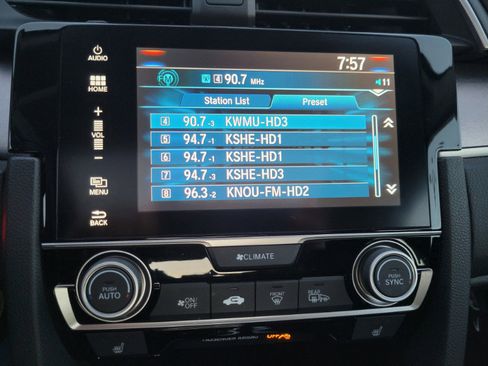 AUDIO
HOME
+
VOL
-
MENU
BACK
FM
4 90.7 MHz
7:57
11
Station List
Preset
4 90.7-3 KWMU-HD3
5 94.7-1 KSHE-HD1
6 94.7-1 KSHE-HD1
7 94.7-3 KSHE-HD3
8 96.3-2 KNOU-FM-HD2
CLIMATE
PUSH
AUTO
ON/
OFF
FRONT
REAR
PUSH
SYNC
PASSENGER AIRBAG
OFF